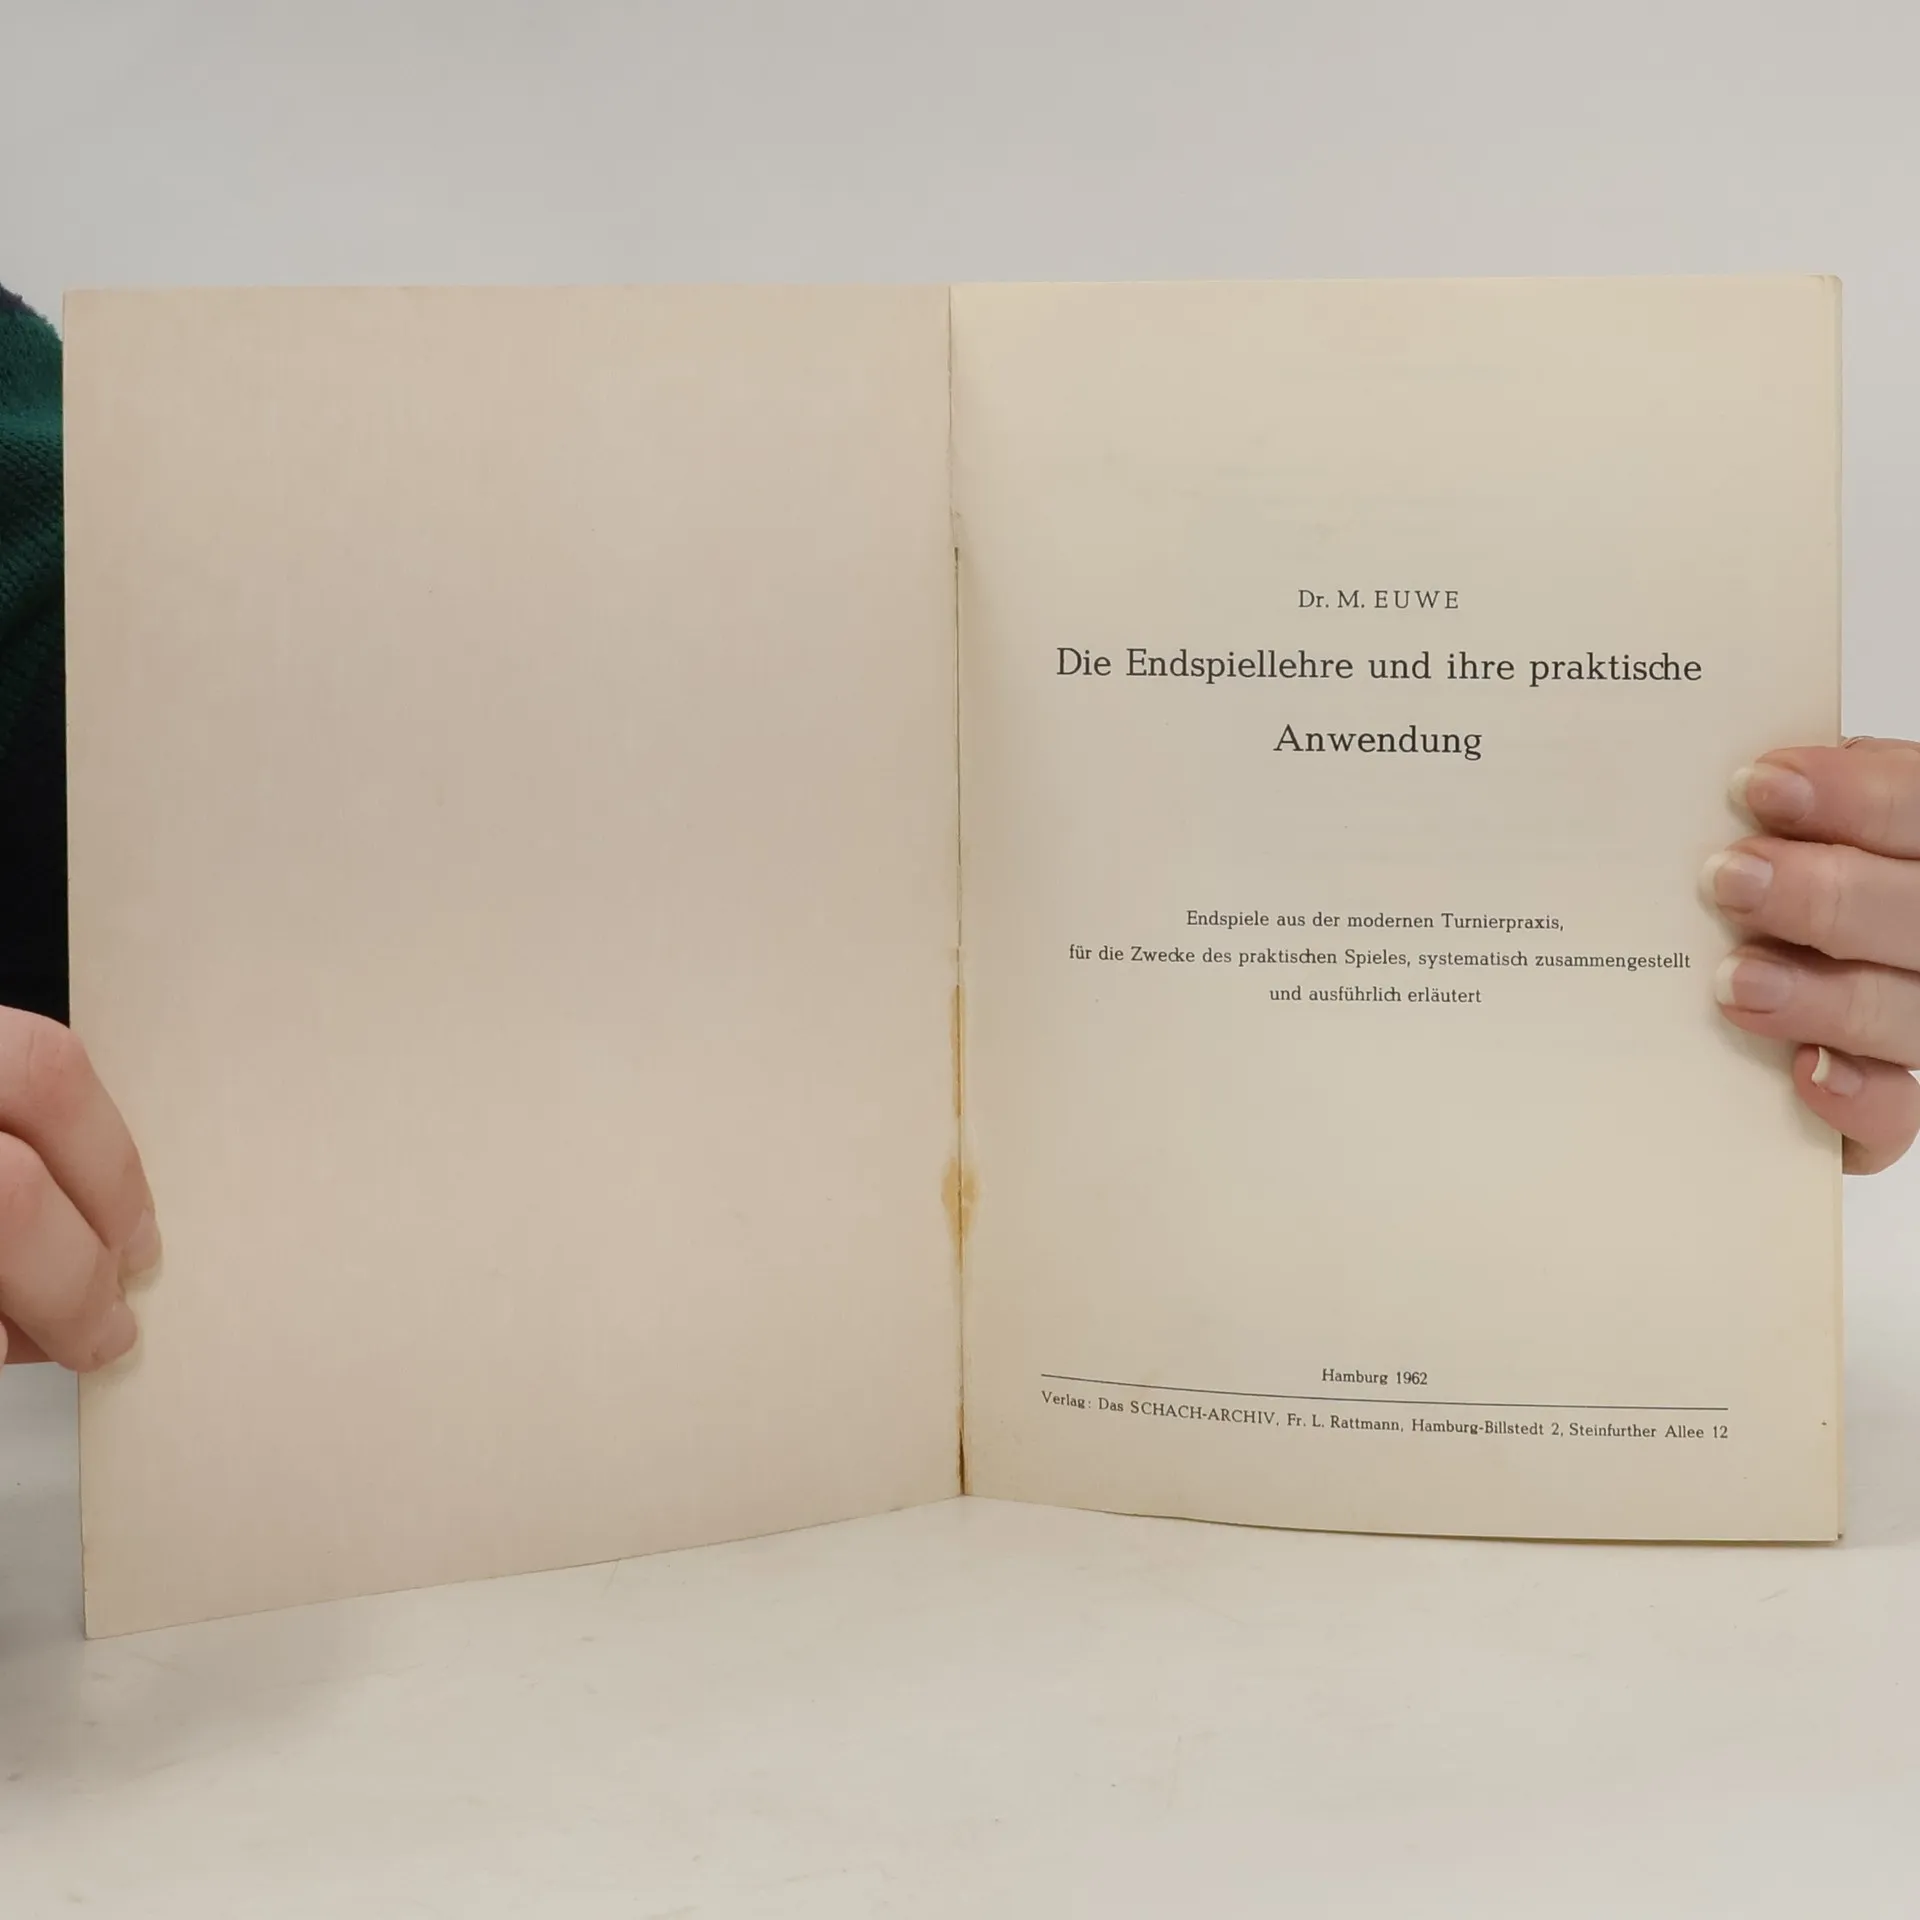 Dr. M. EUWE
Die Endspiellehre und ihre praktische
Anwendung
Endspiele aus der modernen Turnierpraxis,
für die Zwecke des praktischen Spieles, systematisch zusammengestellt
und ausführlich erläutert
Hamburg 1962
Verlag: Das SCHACH-ARCHIV, Fr. L. Rattmann, Hamburg-Billstedt 2, Steinfurther Allee 12